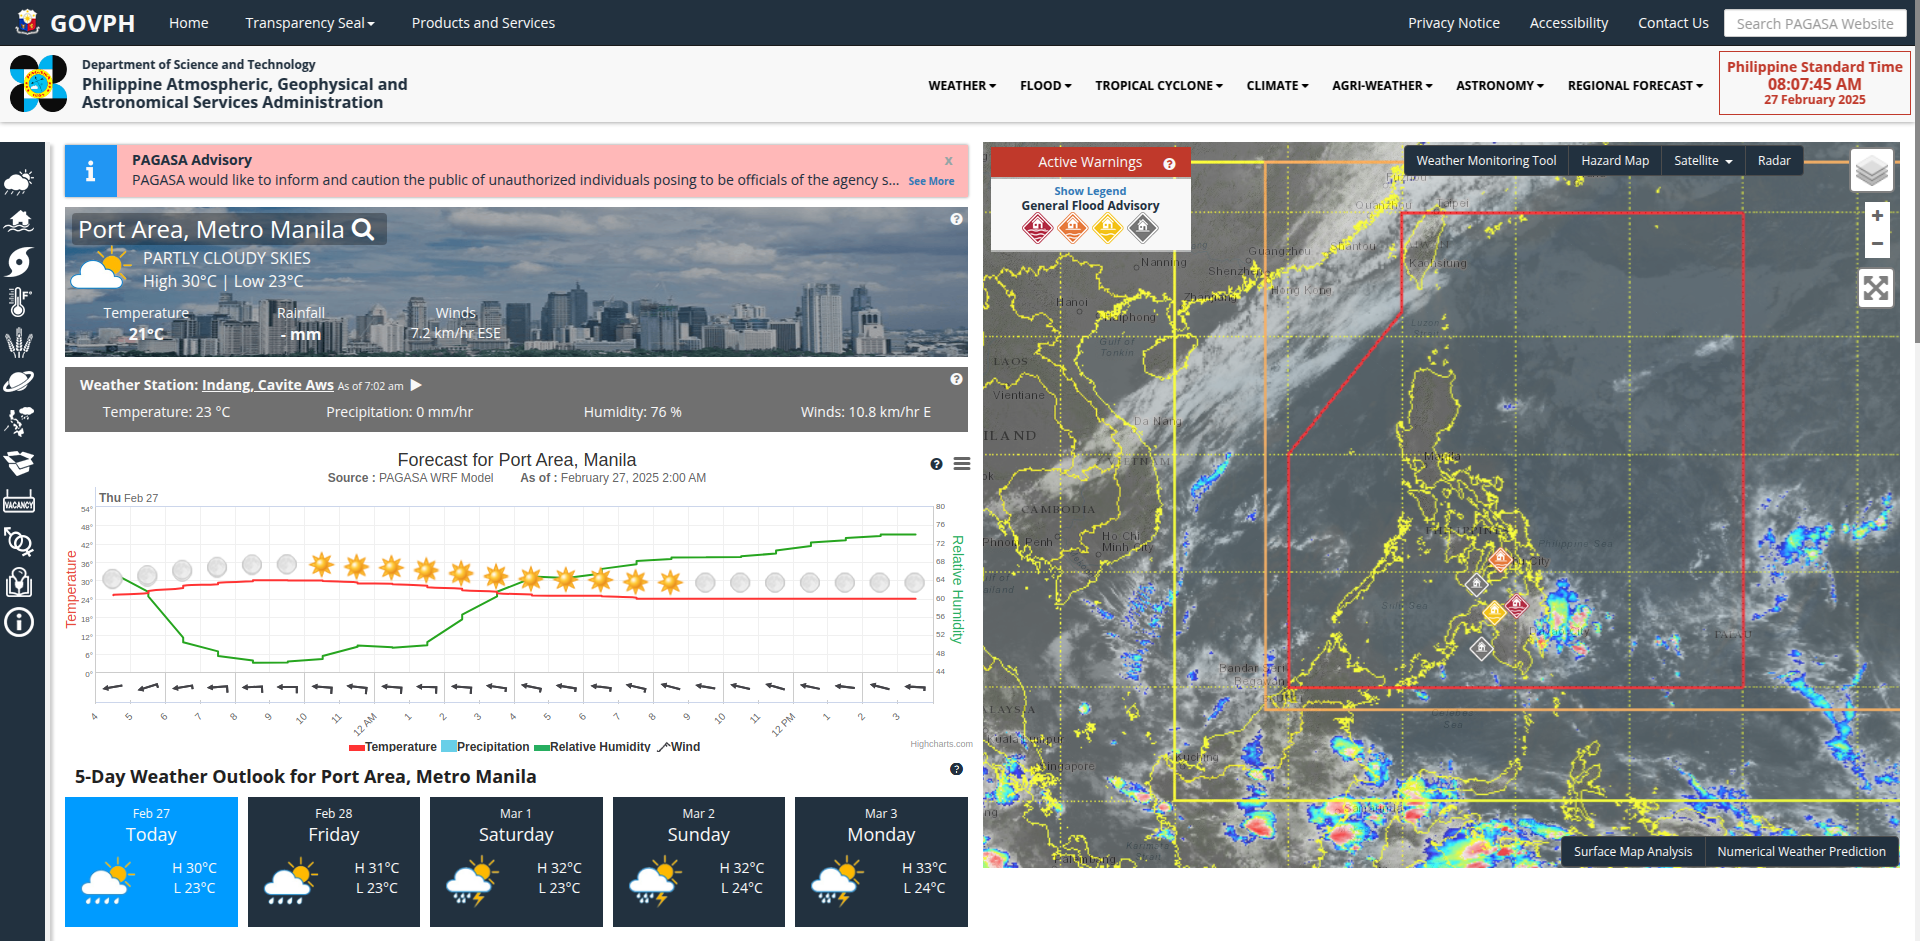 GOVPH
Home
Transparency Seal
Products and Services
Privacy Notice
Accessibility
Contact Us
Search PAGASA Website
Department of Science and Technology
Philippine Atmospheric, Geophysical and
Astronomical Services Administration
WEATHER
FLOOD
TROPICAL CYCLONE
CLIMATE
AGRI-WEATHER
ASTRONOMY
REGIONAL FORECAST
Philippine Standard Time
08:07:45 AM
27 February 2025
PAGASA Advisory
x
PAGASA would like to inform and caution the public of unauthorized individuals posing to be officials of the agency s... See More
Port Area, Metro Manila
PARTLY CLOUDY SKIES
High 30°C | Low 23°C
Temperature Rainfall Winds
21°C - mm 7.2 km/hr ESE
Weather Station: Indang, Cavite Aws As of 7:02 am
Temperature: 23 °C Precipitation: 0 mm/hr Humidity: 76 % Winds: 10.8 km/hr E
Forecast for Port Area, Manila
Source : PAGASA WRF Model As of : February 27, 2025 2:00 AM
Thu Feb 27
Temperature
54°
48°
42°
36°
30°
24°
18°
12°
6°
0°
80
76
72
68
64
60
56
52
48
44
Relative Humidity
4 5 6 7 8 9 10 11 12 AM 1 2 3 4 5 6 7 8 9 10 11 12 PM 1 2 3
Temperature Precipitation Relative Humidity Wind
Highcharts.com
5-Day Weather Outlook for Port Area, Metro Manila
Feb 27
Today
H 30°C
L 23°C
Feb 28
Friday
H 31°C
L 23°C
Mar 1
Saturday
H 32°C
L 23°C
Mar 2
Sunday
H 32°C
L 24°C
Mar 3
Monday
H 33°C
L 24°C
VACANCY
Active Warnings
Show Legend
General Flood Advisory
Weather Monitoring Tool
Hazard Map
Satellite
Radar
+
−
Taipei
Quanzhou
Shantou
Guangzhou
Nanning
Shenzhen
Kaohsiung
Hong Kong
Zhanjiang
Hanoi
Haiphong
Gulf of
Tonkin
Luzon
LAOS
Vientiane
Da Nang
VIETNAM
Manila
CAMBODIA
Phnom Penh
Ho Chi
Minh City
Philippine Sea
Sulu Sea
PALAU
Bandar Seri
Begawan
Celebes
Sea
Kuala Lumpur
Singapore
Kuching
Samarinda
Surface Map Analysis
Numerical Weather Prediction